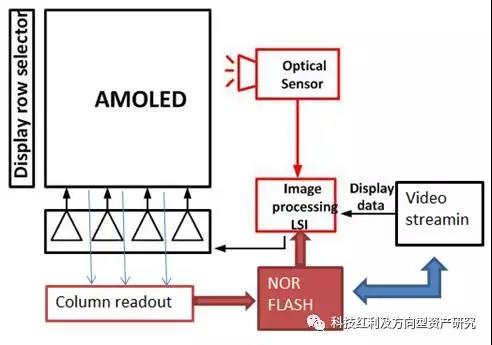 Display row selector
AMOLED
Optical
Sensor
Image
processing
LSI
Display
data
Video
streamin
Column readout
NOR
FLASH
科技红利及方向型资产研究